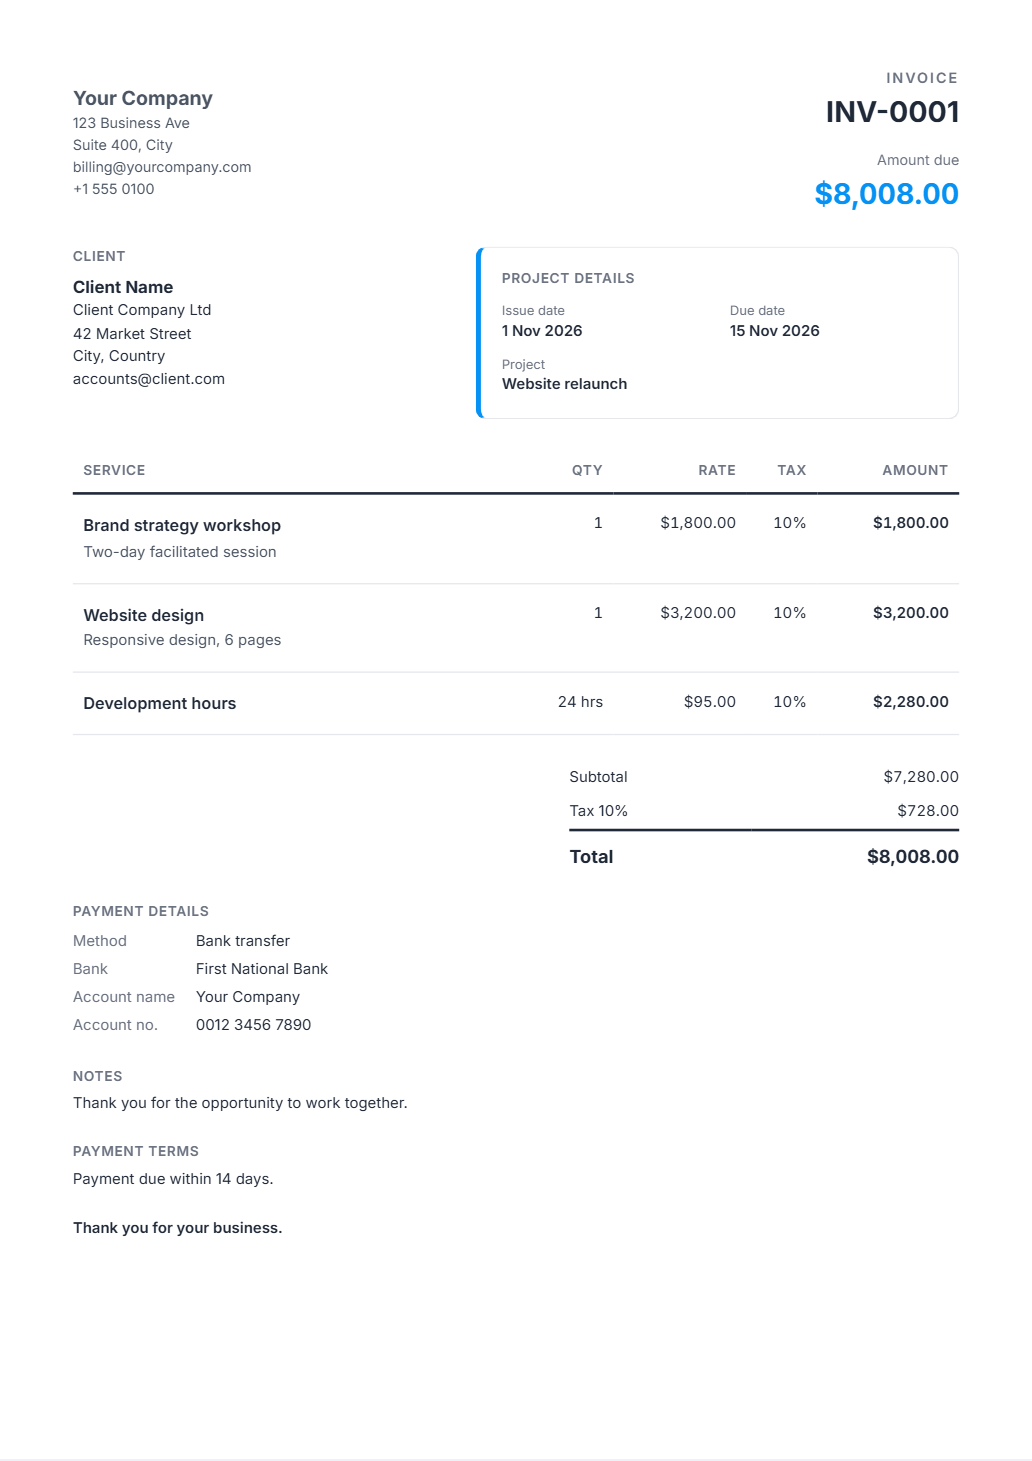 Your Company
123 Business Ave
Suite 400, City
billing@yourcompany.com
+1 555 0100
INVOICE
INV-0001
Amount due
$8,008.00
CLIENT
Client Name
Client Company Ltd
42 Market Street
City, Country
accounts@client.com
PROJECT DETAILS
Issue date Due date
1 Nov 2026 15 Nov 2026
Project
Website relaunch
SERVICE QTY RATE TAX AMOUNT
Brand strategy workshop 1 $1,800.00 10% $1,800.00
Two-day facilitated session
Website design 1 $3,200.00 10% $3,200.00
Responsive design, 6 pages
Development hours 24 hrs $95.00 10% $2,280.00
Subtotal $7,280.00
Tax 10% $728.00
Total $8,008.00
PAYMENT DETAILS
Method Bank transfer
Bank First National Bank
Account name Your Company
Account no. 0012 3456 7890
NOTES
Thank you for the opportunity to work together.
PAYMENT TERMS
Payment due within 14 days.
Thank you for your business.